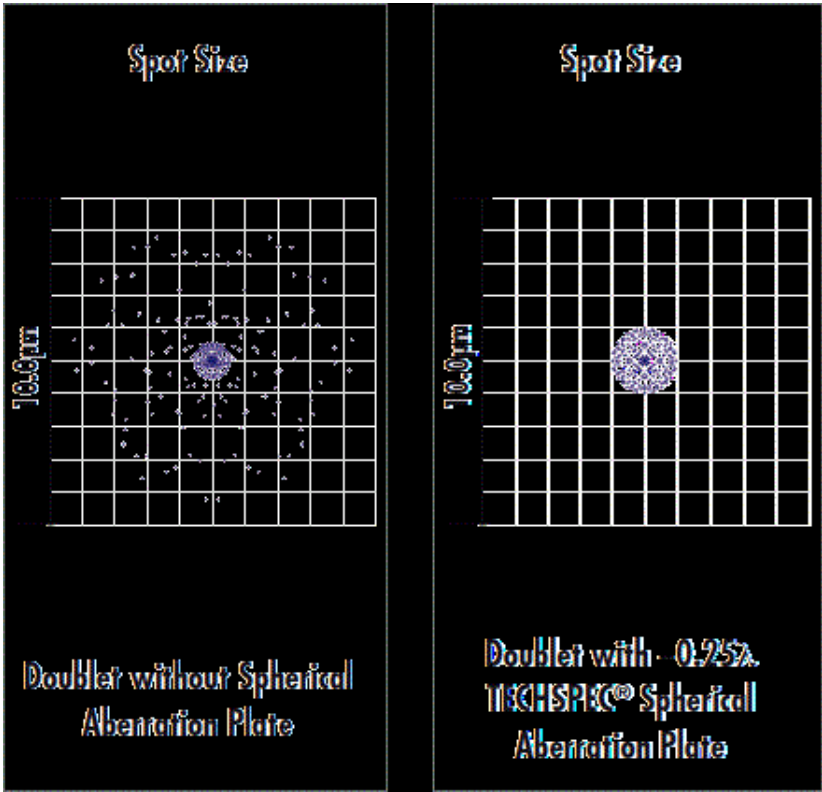 Spot Size
10.0µm
Doublet without Spherical
Aberration Plate
Spot Size
10.0µm
Doublet with -0.25λ
TECHSPEC® Spherical
Aberration Plate